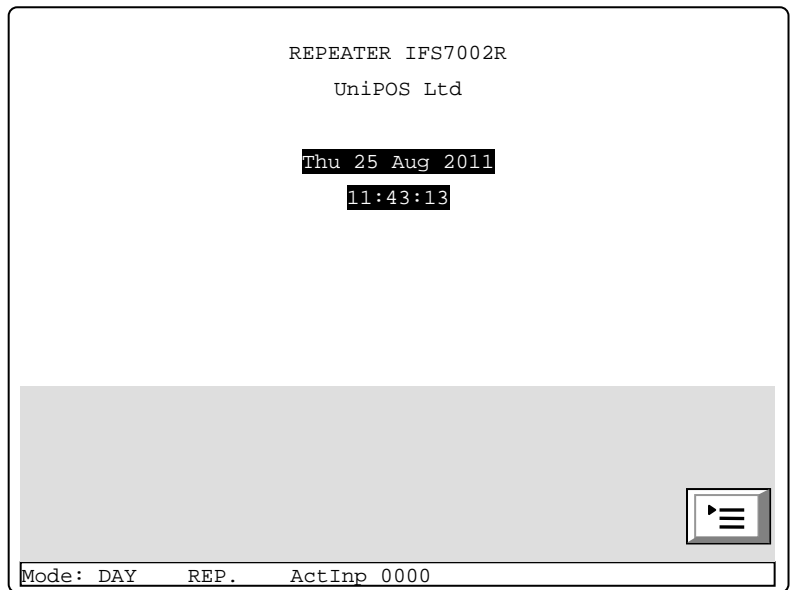 REPEATER IFS7002R
UniPOS Ltd
Thu 25 Aug 2011
11:43:13
Mode: DAY REP. ActInp 0000